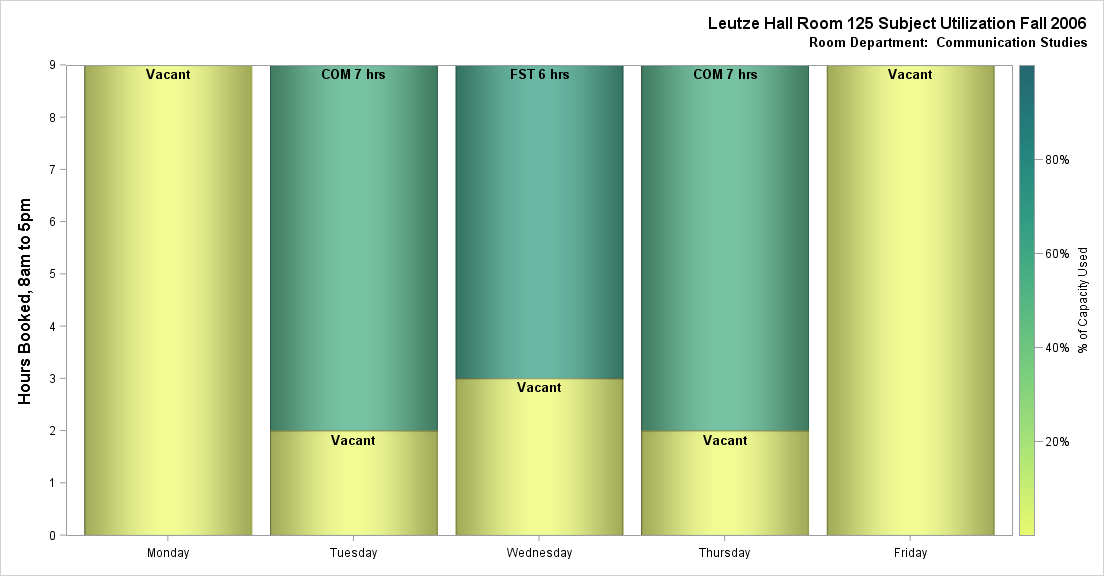 Leutze Hall Room 125 Subject Utilization Fall 2006
Room Department:  Communication Studies
Hours Booked, 8am to 5pm
9
8
7
6
5
4
3
2
1
0
Vacant
COM 7 hrs
Vacant
FST 6 hrs
Vacant
COM 7 hrs
Vacant
Vacant
Monday
Tuesday
Wednesday
Thursday
Friday
80%
60%
40%
20%
% of Capacity Used